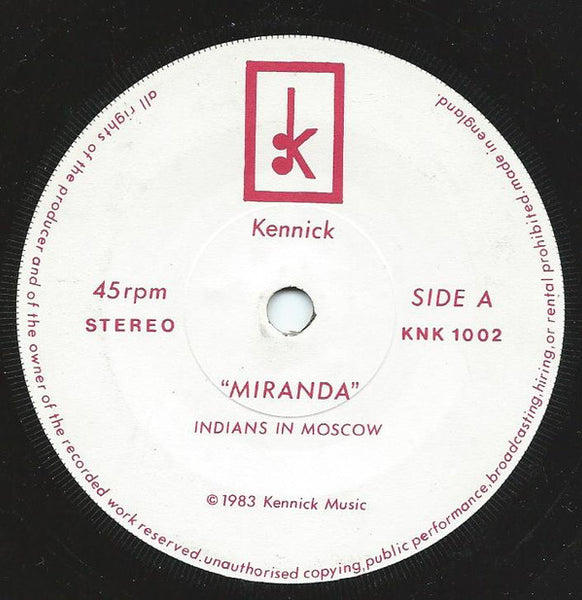 K
Kennick
45rpm
STEREO
SIDE A
KNK 1002
“MIRANDA”
INDIANS IN MOSCOW
© 1983 Kennick Music
all rights of the producer and of the owner of the recorded work reserved.unauthorised copying,public performance,broadcasting,hiring,or rental prohibited.made in england.